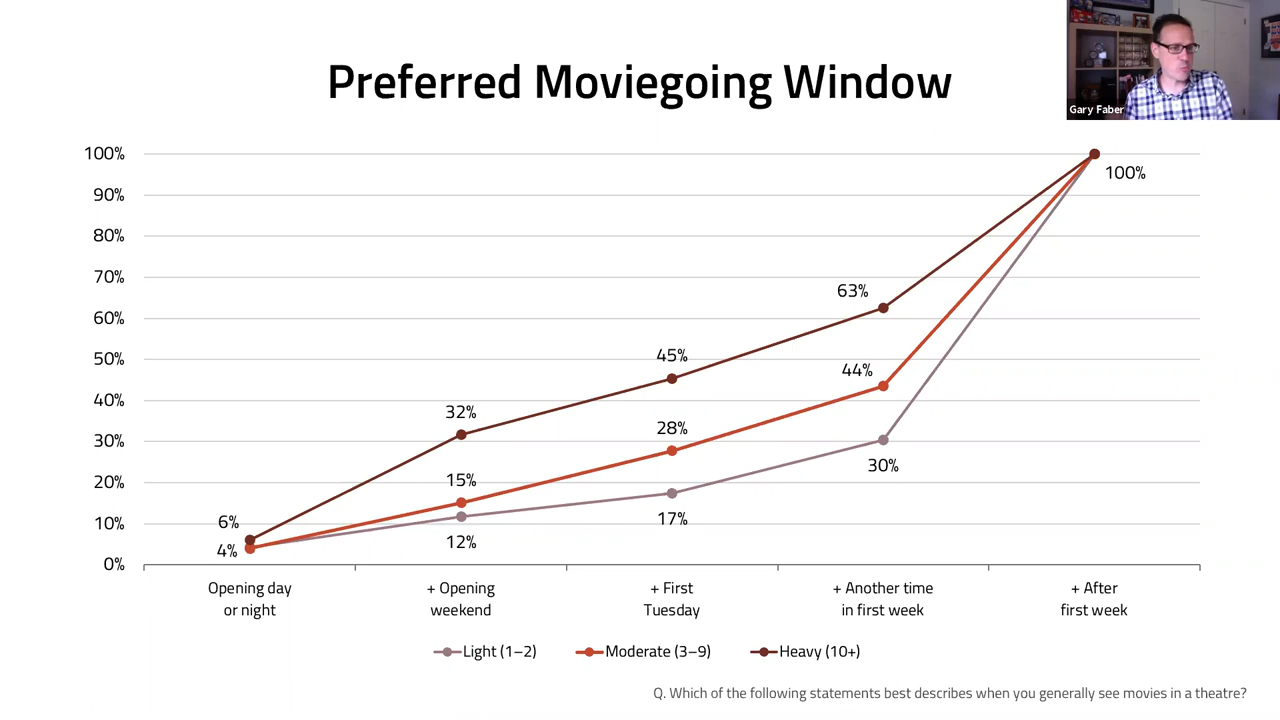 Preferred Moviegoing Window
Gary Faber
100%
90%
80%
70%
60%
50%
40%
30%
20%
10%
0%
6%
4%
32%
15%
12%
45%
28%
17%
63%
44%
30%
100%
Opening day
or night
+ Opening
weekend
+ First
Tuesday
+ Another time
in first week
+ After
first week
Light (1–2)
Moderate (3–9)
Heavy (10+)
Q. Which of the following statements best describes when you generally see movies in a theatre?